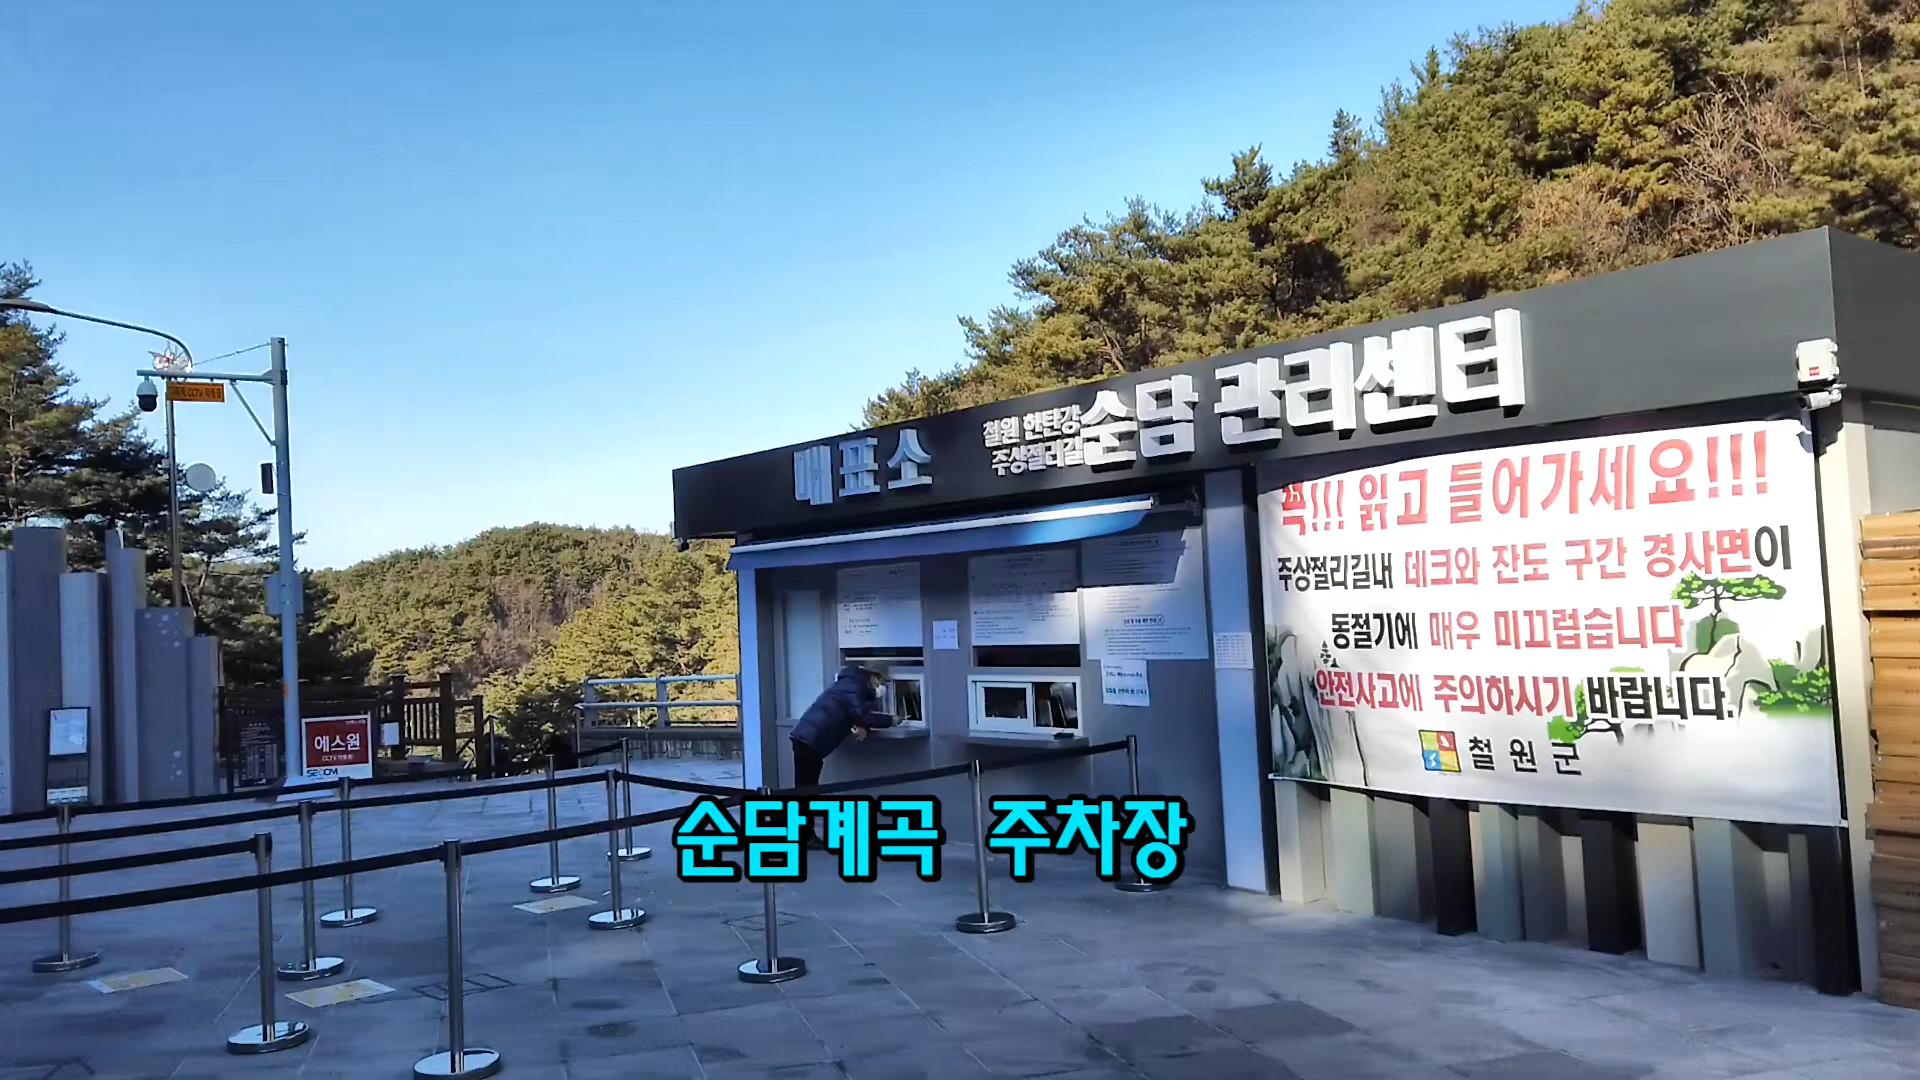 매표소
철원 한탄강
주상절리길
순담 관리센터
꼭!!! 읽고 들어가세요!!!
주상절리길내 데크와 잔도 구간 경사면이
동절기에 매우 미끄럽습니다
안전사고에 주의하시기 바랍니다.
철원군
에스원
SECOM
순담계곡 주차장